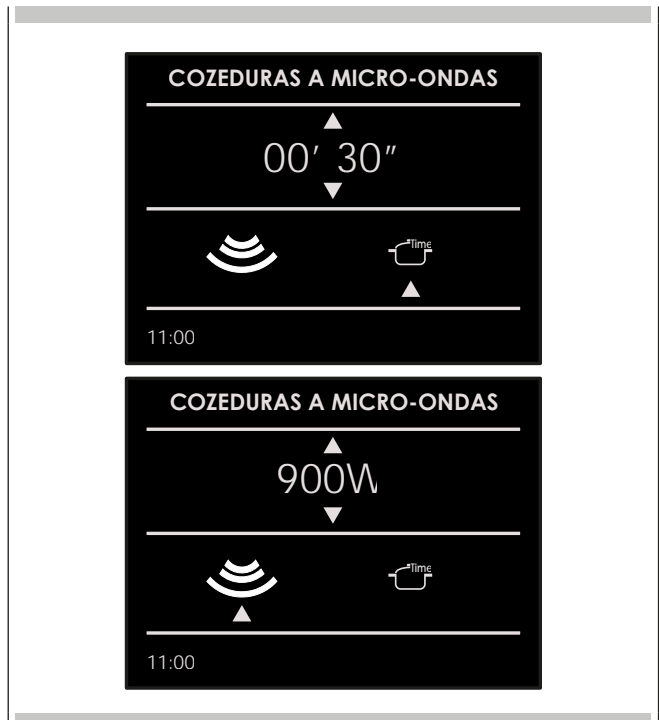 COZEDURAS A MICRO-ONDAS
00′ 30″
Time
11:00
COZEDURAS A MICRO-ONDAS
900W
Time
11:00